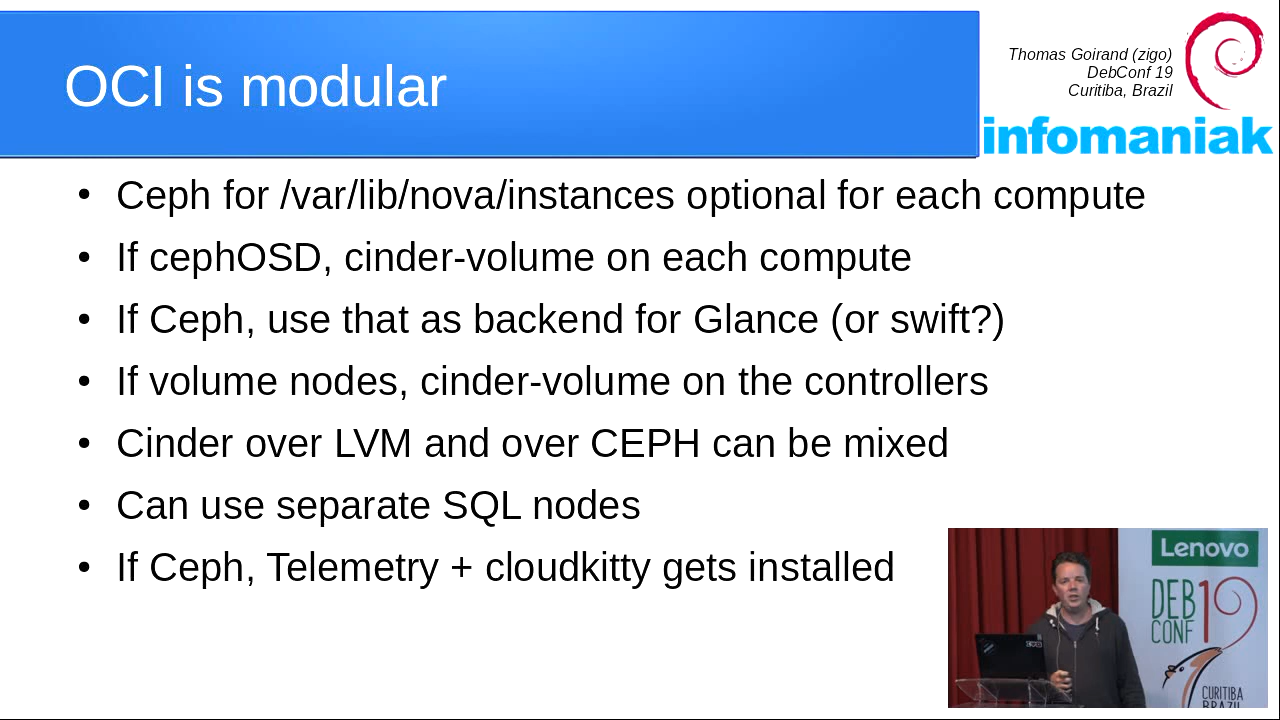 OCI is modular
Thomas Goirand (zigo)
DebConf 19
Curitiba, Brazil
infomaniak
• Ceph for /var/lib/nova/instances optional for each compute
• If cephOSD, cinder-volume on each compute
• If Ceph, use that as backend for Glance (or swift?)
• If volume nodes, cinder-volume on the controllers
• Cinder over LVM and over CEPH can be mixed
• Can use separate SQL nodes
• If Ceph, Telemetry + cloudkitty gets installed
Lenovo
DEB 19
CONF
CURITIBA
BRAZIL